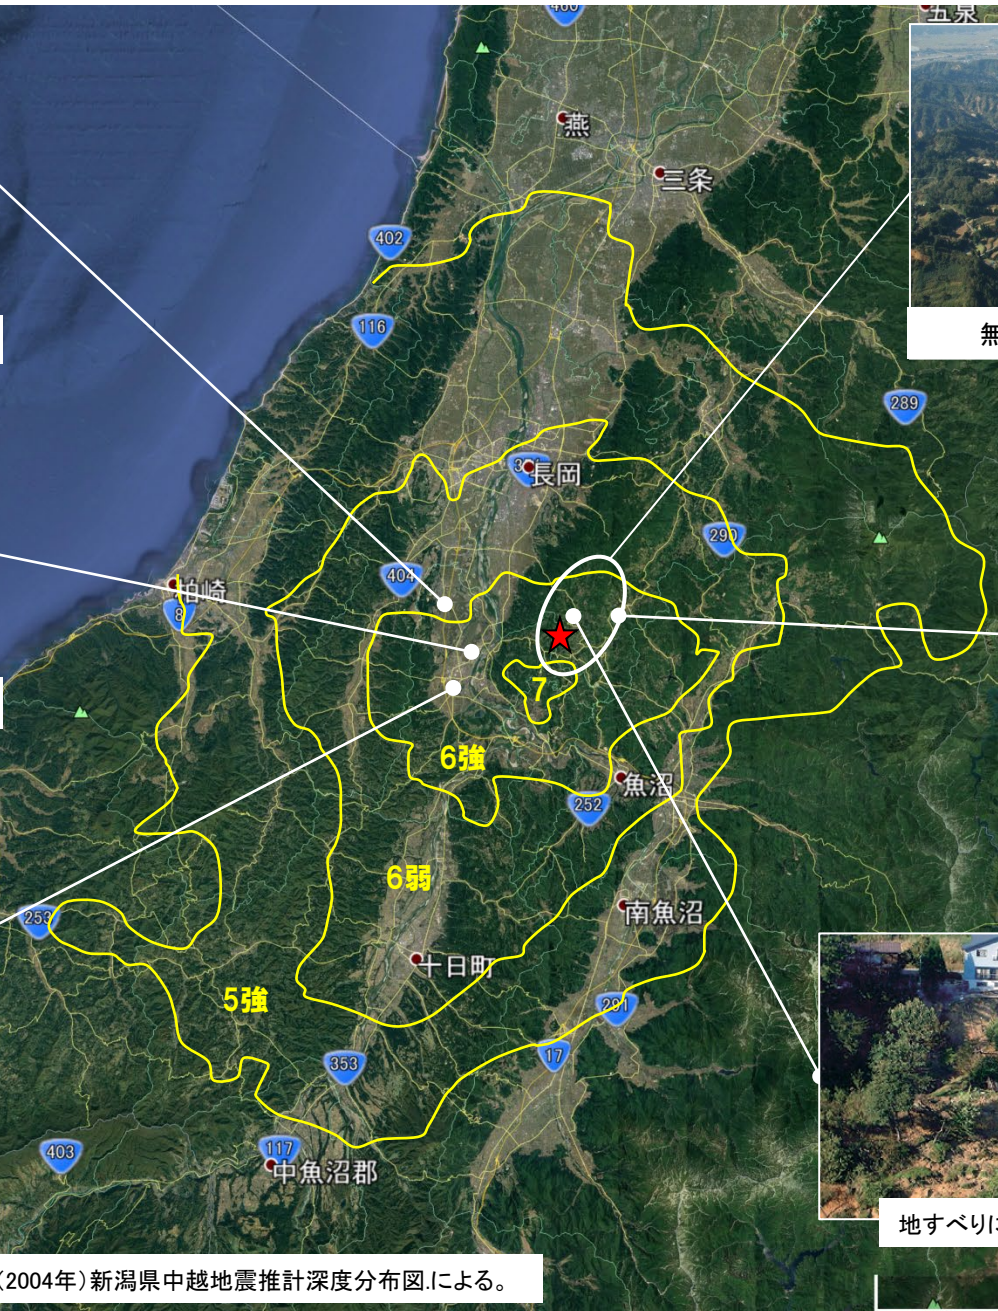 460
五泉
燕
三条
402
116
無
289
長岡
290
404
柏崎
8
7
6強
魚沼
252
6弱
253
南魚沼
十日町
5強
291
17
353
403
117
中魚沼郡
地すべりに
(2004年)新潟県中越地震推計深度分布図.による。